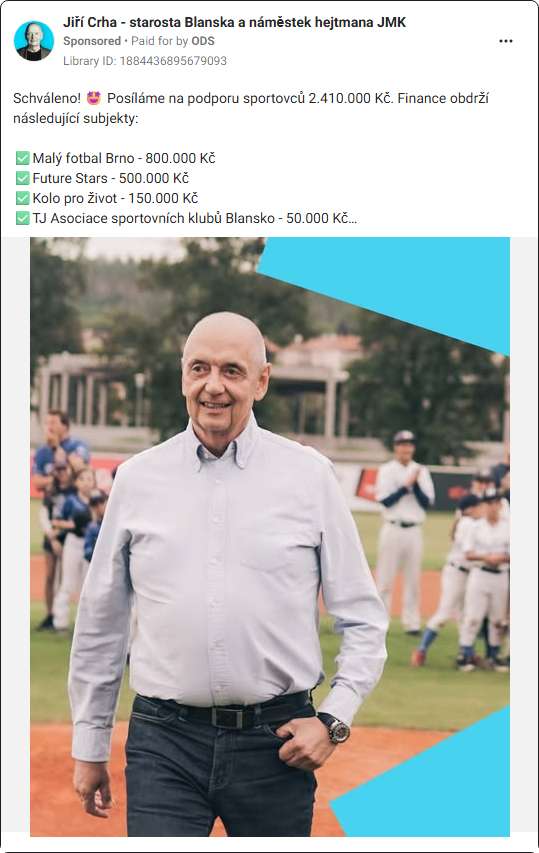 Jiří Crha - starosta Blanska a náměstek hejtmana JMK
Sponsored • Paid for by ODS
Library ID: 1884436895679093
Schváleno! 🤩 Posíláme na podporu sportovců 2.410.000 Kč. Finance obdrží
následující subjekty:
✅ Malý fotbal Brno - 800.000 Kč
✅ Future Stars - 500.000 Kč
✅ Kolo pro život - 150.000 Kč
✅ TJ Asociace sportovních klubů Blansko - 50.000 Kč…